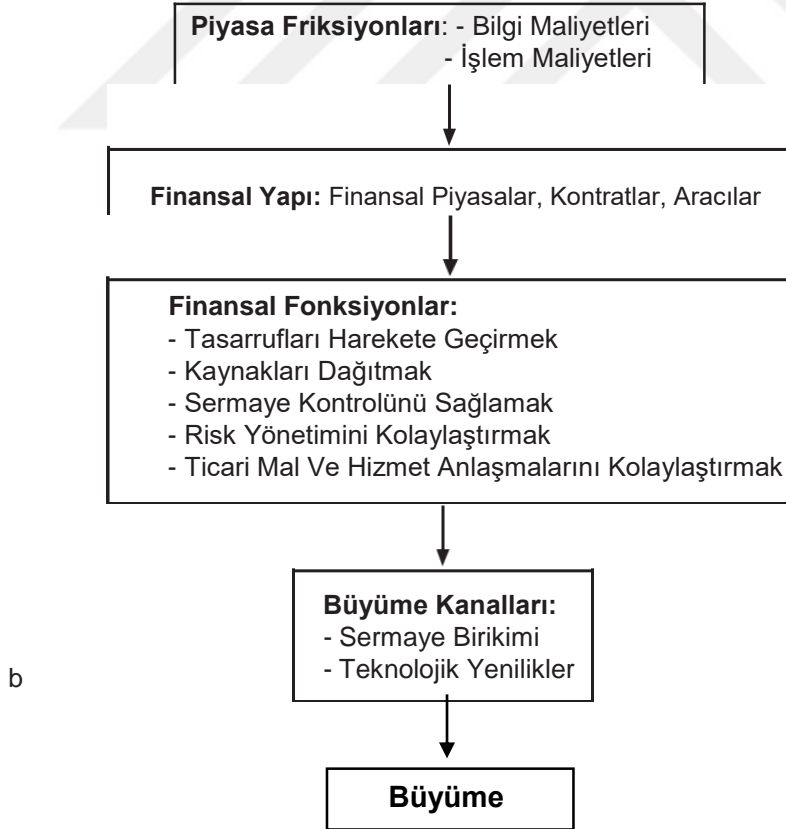 Piyasa Friksiyonları: - Bilgi Maliyetleri
- İşlem Maliyetleri
Finansal Yapı: Finansal Piyasalar, Kontratlar, Aracılar
Finansal Fonksiyonlar:
- Tasarrufları Harekete Geçirmek
- Kaynakları Dağıtmak
- Sermaye Kontrolünü Sağlamak
- Risk Yönetimini Kolaylaştırmak
- Ticari Mal Ve Hizmet Anlaşmalarını Kolaylaştırmak
Büyüme Kanalları:
- Sermaye Birikimi
- Teknolojik Yenilikler
b
Büyüme